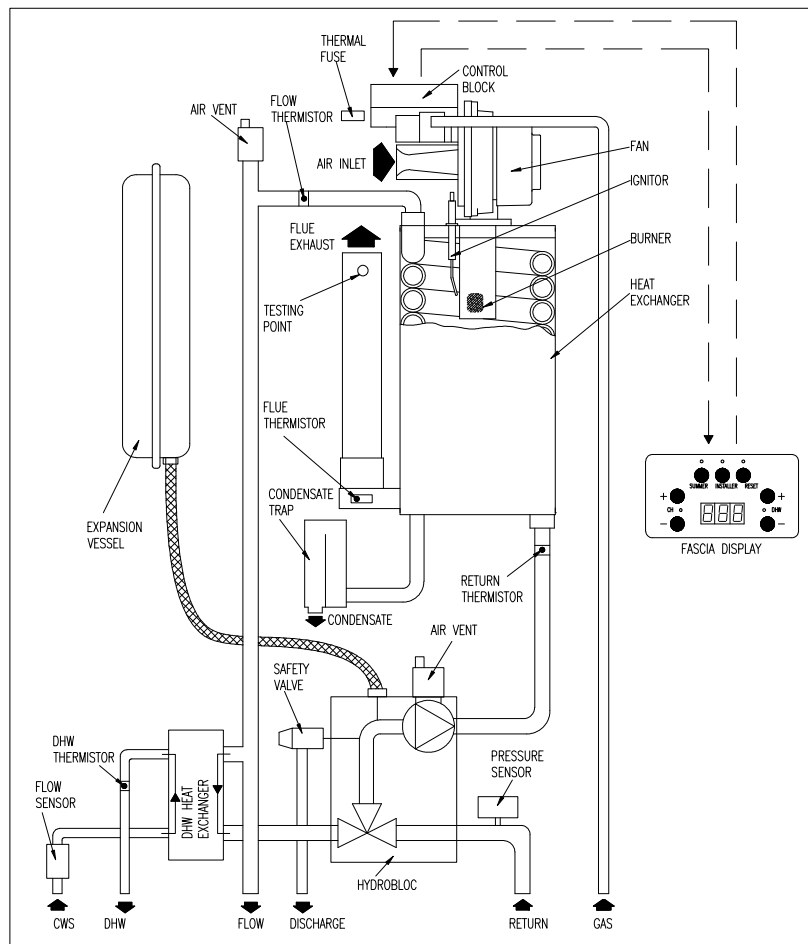 THERMAL
FUSE
CONTROL
BLOCK
FLOW
THERMISTOR
AIR VENT
AIR INLET
FAN
IGNITOR
FLUE
EXHAUST
BURNER
TESTING
POINT
HEAT
EXCHANGER
FLUE
THERMISTOR
CONDENSATE
TRAP
EXPANSION
VESSEL
SUMMER INSTALLER RESET
+ +
CH 888 DHW
- -
FASCIA DISPLAY
RETURN
THERMISTOR
CONDENSATE
AIR VENT
SAFETY
VALVE
DHW
THERMISTOR
PRESSURE
SENSOR
FLOW
SENSOR
DHW HEAT
EXCHANGER
HYDROBLOC
CWS DHW FLOW DISCHARGE RETURN GAS